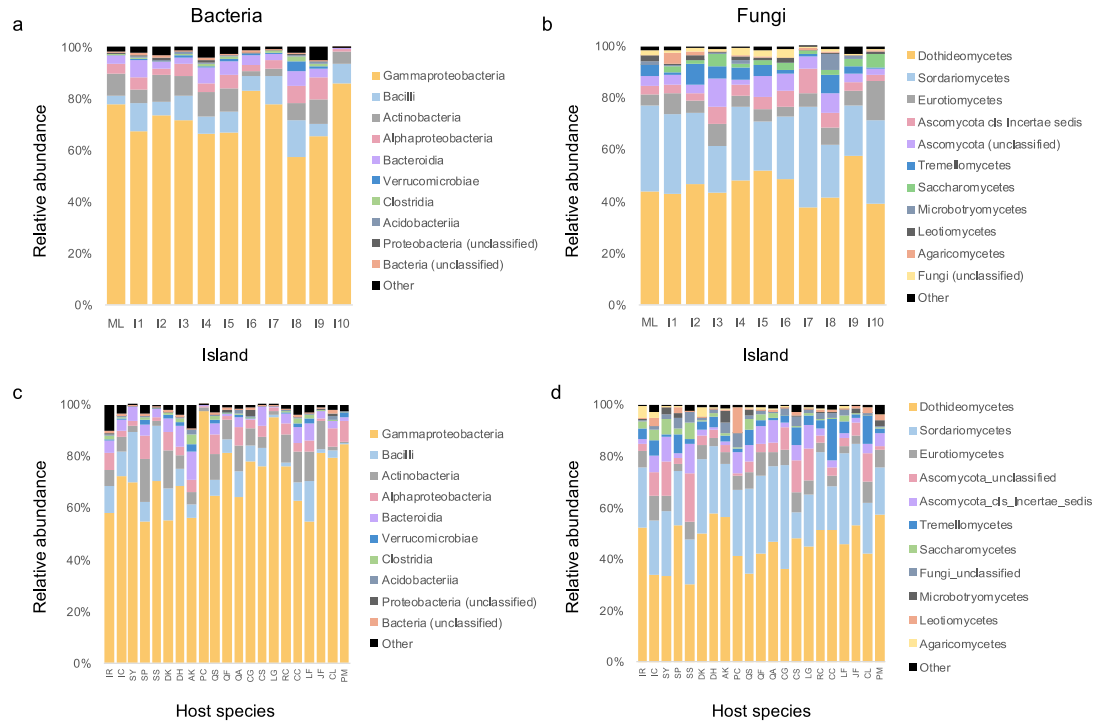 a
Bacteria
Relative abundance
100%
80%
60%
40%
20%
0%
ML I1 I2 I3 I4 I5 I6 I7 I8 I9 I10
Island
Gammaproteobacteria
Bacilli
Actinobacteria
Alphaproteobacteria
Bacteroidia
Verrucomicrobiae
Clostridia
Acidobacteriia
Proteobacteria (unclassified)
Bacteria (unclassified)
Other
b
Fungi
Relative abundance
100%
80%
60%
40%
20%
0%
ML I1 I2 I3 I4 I5 I6 I7 I8 I9 I10
Island
Dothideomycetes
Sordariomycetes
Eurotiomycetes
Ascomycota cls Incertae sedis
Ascomycota (unclassified)
Tremellomycetes
Saccharomycetes
Microbotryomycetes
Leotiomycetes
Agaricomycetes
Fungi (unclassified)
Other
c
Relative abundance
100%
80%
60%
40%
20%
0%
IR IC SY SP SS DK DH AK PC QS QF QA CG CS LG RC CC LF JF CL PM
Host species
Gammaproteobacteria
Bacilli
Actinobacteria
Alphaproteobacteria
Bacteroidia
Verrucomicrobiae
Clostridia
Acidobacteriia
Proteobacteria (unclassified)
Bacteria (unclassified)
Other
d
Relative abundance
100%
80%
60%
40%
20%
0%
IR IC SY SP SS DK DH AK PC QS QF QA CG CS LG RC CC LF JF CL PM
Host species
Dothideomycetes
Sordariomycetes
Eurotiomycetes
Ascomycota_unclassified
Ascomycota_cls_Incertae_sedis
Tremellomycetes
Saccharomycetes
Fungi_unclassified
Microbotryomycetes
Leotiomycetes
Agaricomycetes
Other